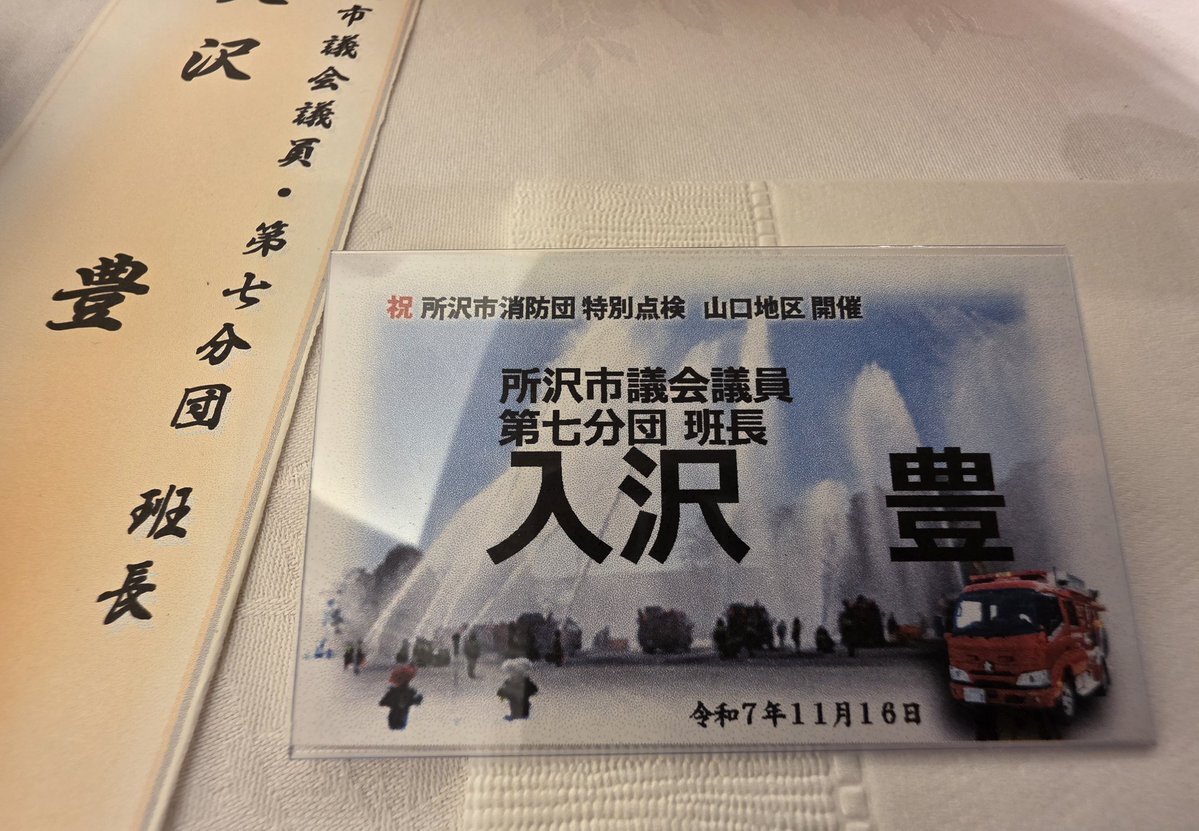 市議会議員・第七分団 班長
沢 豊
祝 所沢市消防団 特別点検 山口地区 開催
所沢市議会議員
第七分団 班長
入沢 豊
令和7年11月16日